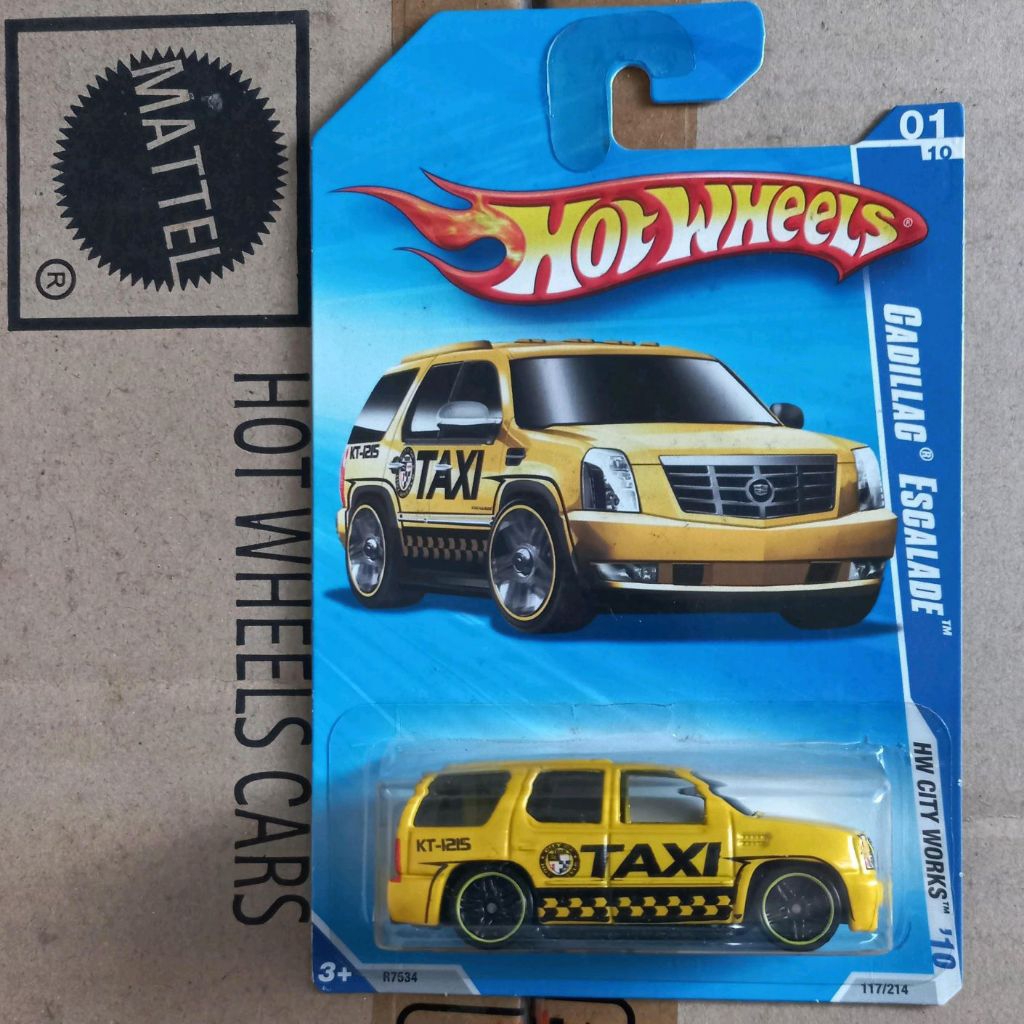 MATTEL
®
HOT WHEELS CARS
01
10
HOT WHEELS®
CADILLAC® ESCALADE™
KT-1215
TAXI
HW CITY WORKS™ '10
KT-1215
TAXI
3+
R7534
117/214